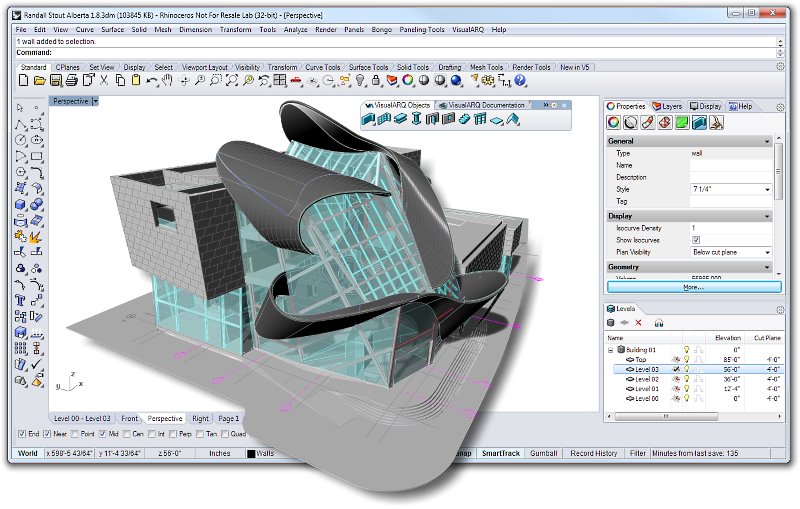 Randall Stout Alberta 1.8.3dm (103845 KB) - Rhinoceros Not For Resale Lab (32-bit) - [Perspective]
File Edit View Curve Surface Solid Mesh Dimension Transform Tools Analyze Render Panels Bongo Paneling Tools VisualARQ Help
1 wall added to selection.
Command:
Standard CPlanes Set View Display Select Viewport Layout Visibility Transform Curve Tools Surface Tools Solid Tools Drafting Mesh Tools Render Tools New in V5
Perspective
VisualARQ Objects VisualARQ Documentation
Properties Layers Display Help
General
Type wall
Name
Description
Style 7 1/4"
Tag
Display
Isocurve Density 1
Show Isocurves
Plan Visibility Below cut plane
Geometry
More...
Levels
Name Elevation Cut Plane
Building 01 0"
Top 85'-0" 4'-0"
Level 03 56'-0" 4'-0"
Level 02 36'-0" 4'-0"
Level 01 12'-4" 4'-0"
Level 00 0" 4'-0"
z
y x
Level 00 - Level 03 Front Perspective Right Page 1
End Near Point Mid Cen Int Perp Tan Quad
World x 598'-5 43/64" y 11'-4 33/64" z 56'-0" Inches Walls snap SmartTrack Gumball Record History Filter Minutes from last save: 135